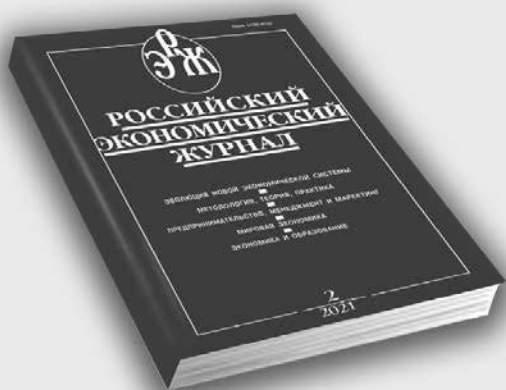 ЭРЖ
РОССИЙСКИЙ
ЭКОНОМИЧЕСКИЙ
ЖУРНАЛ
ЭВОЛЮЦИЯ НОВОЙ ЭКОНОМИЧЕСКОЙ СИСТЕМЫ
МЕТОДОЛОГИЯ, ТЕОРИЯ, ПРАКТИКА
ПРЕДПРИНИМАТЕЛЬСТВО, МЕНЕДЖМЕНТ И МАРКЕТИНГ
МИРОВАЯ ЭКОНОМИКА
ЭКОНОМИКА И ОБРАЗОВАНИЕ
2
2021